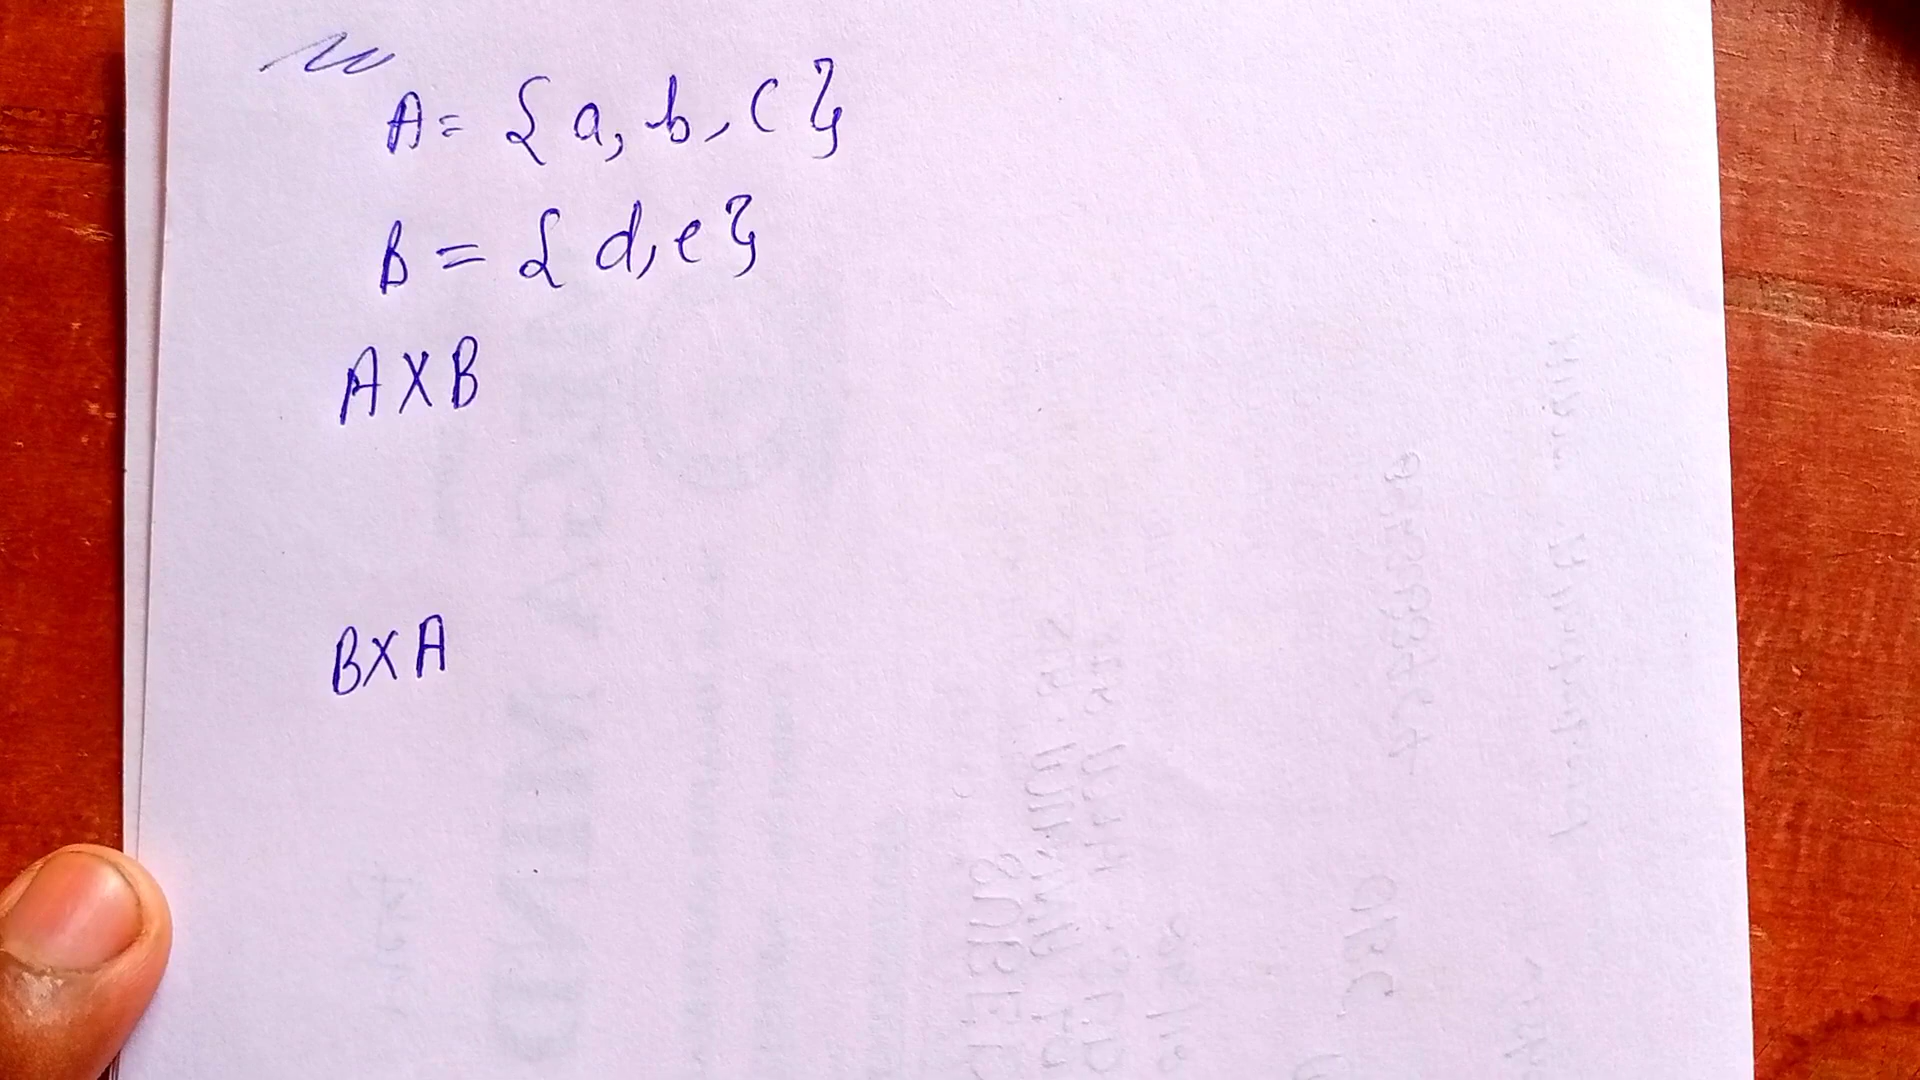 A= { a, b, c }
B = { d, e }
A X B
B X A